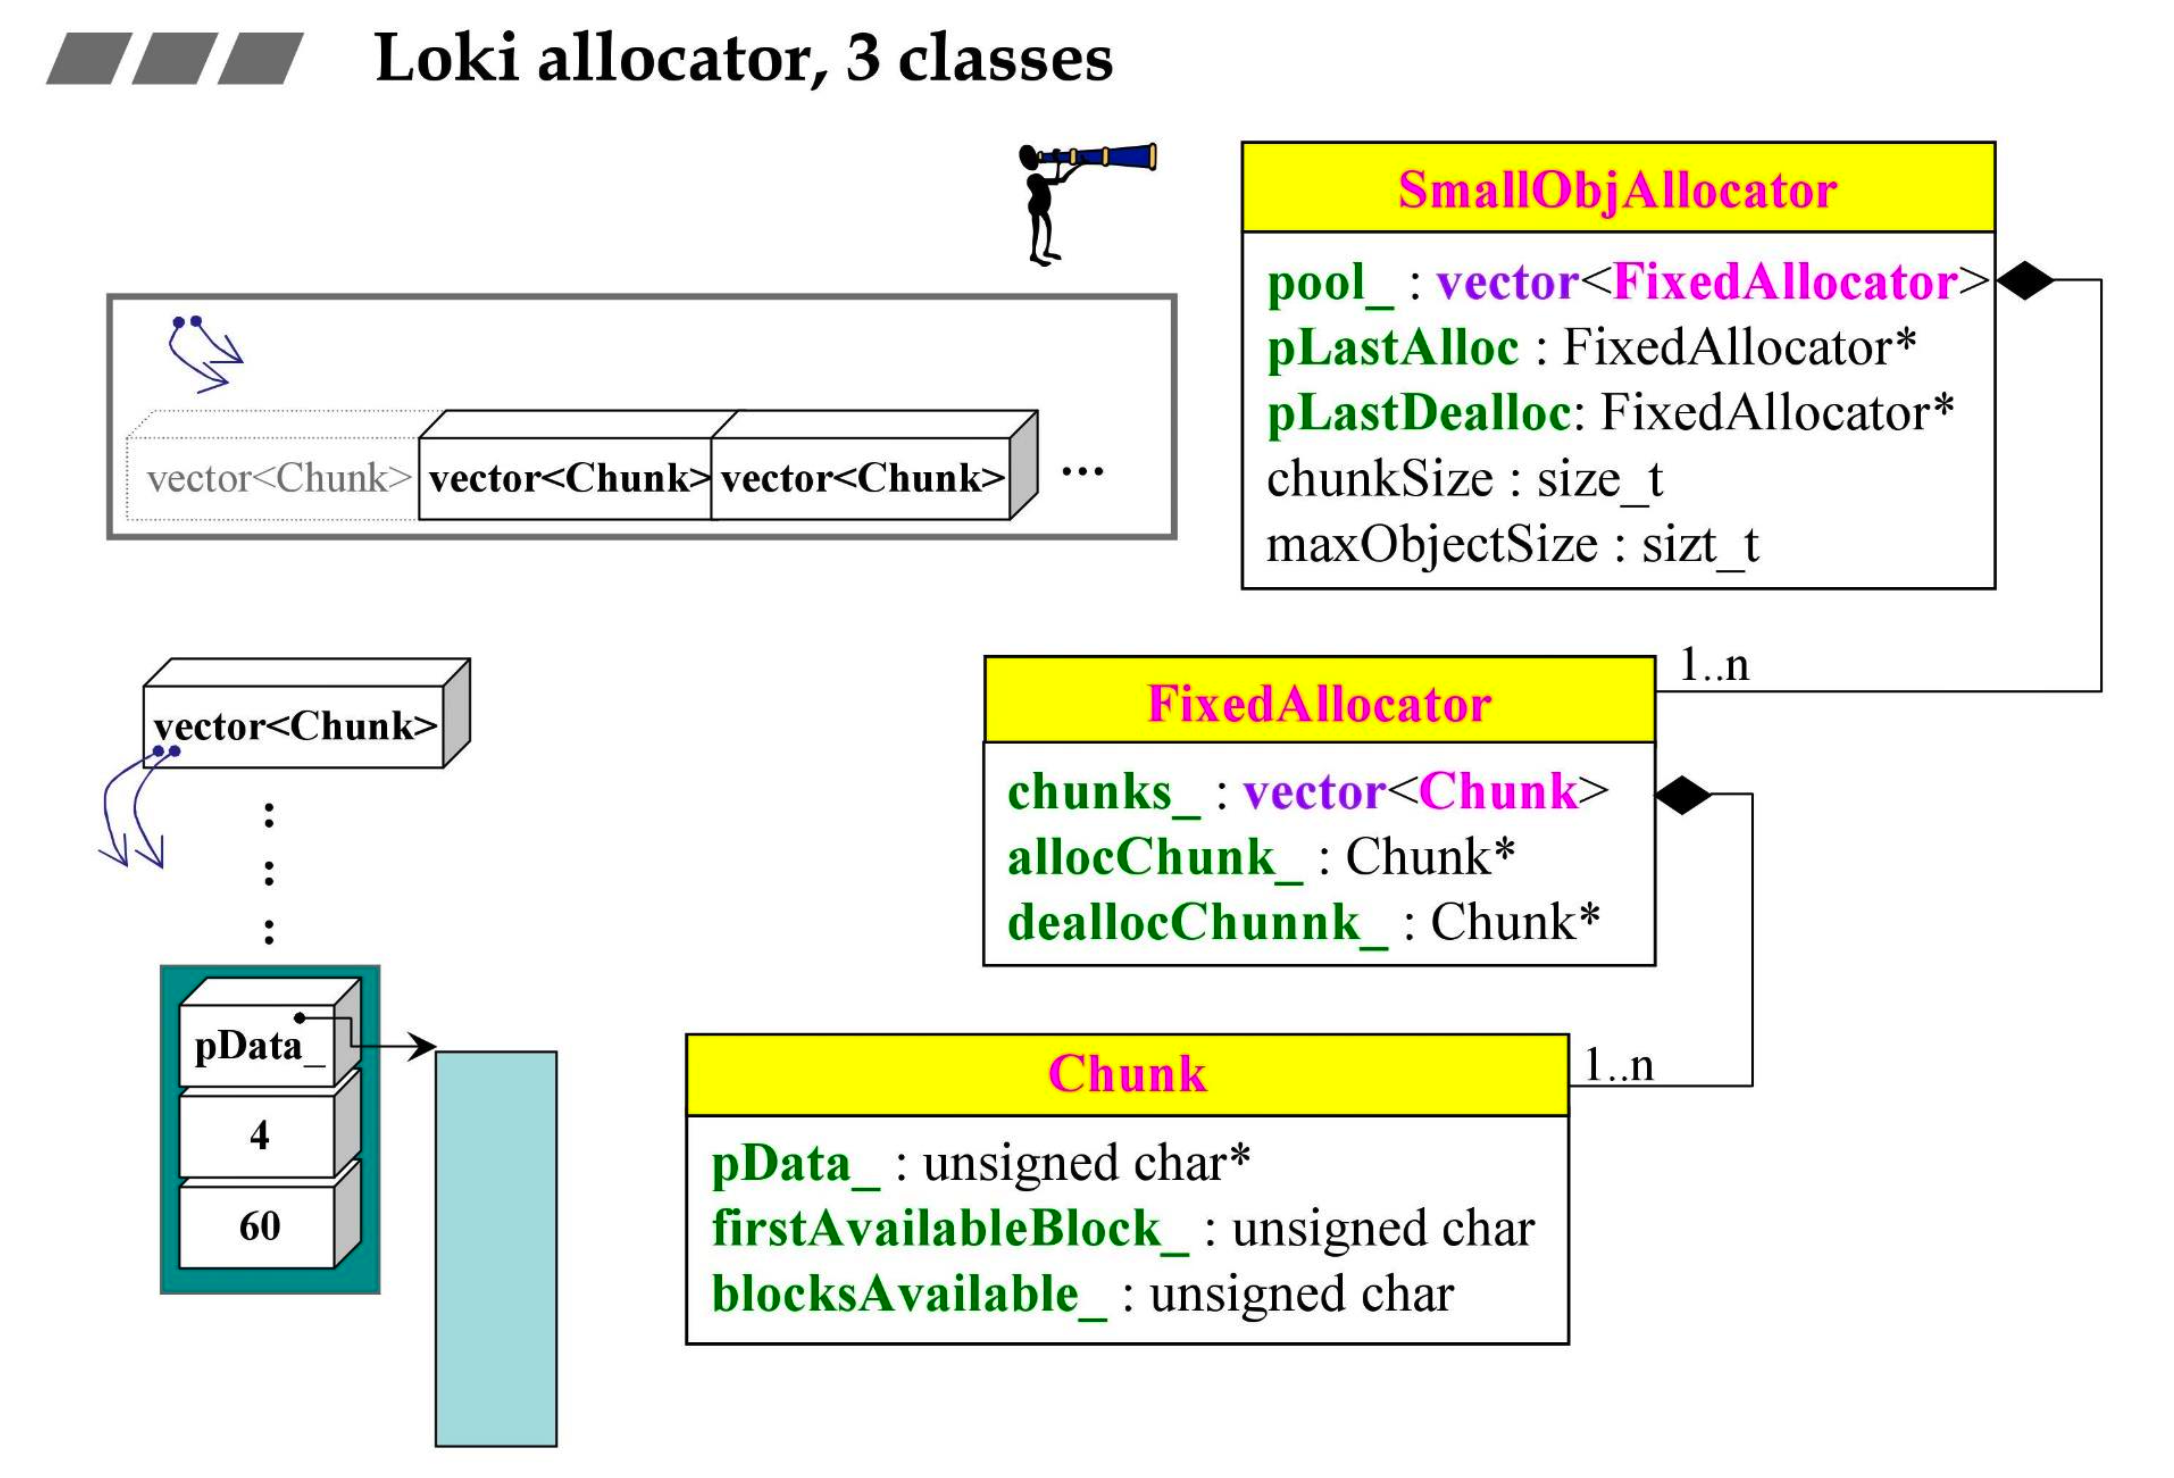 Loki allocator, 3 classes
SmallObjAllocator
pool_ : vector<FixedAllocator>
pLastAlloc : FixedAllocator*
pLastDealloc: FixedAllocator*
chunkSize : size_t
maxObjectSize : sizt_t
vector<Chunk> vector<Chunk> vector<Chunk> ...
1..n
FixedAllocator
chunks_ : vector<Chunk>
allocChunk_ : Chunk*
deallocChunnk_ : Chunk*
vector<Chunk>
:
:
:
pData_
4
60
1..n
Chunk
pData_ : unsigned char*
firstAvailableBlock_ : unsigned char
blocksAvailable_ : unsigned char